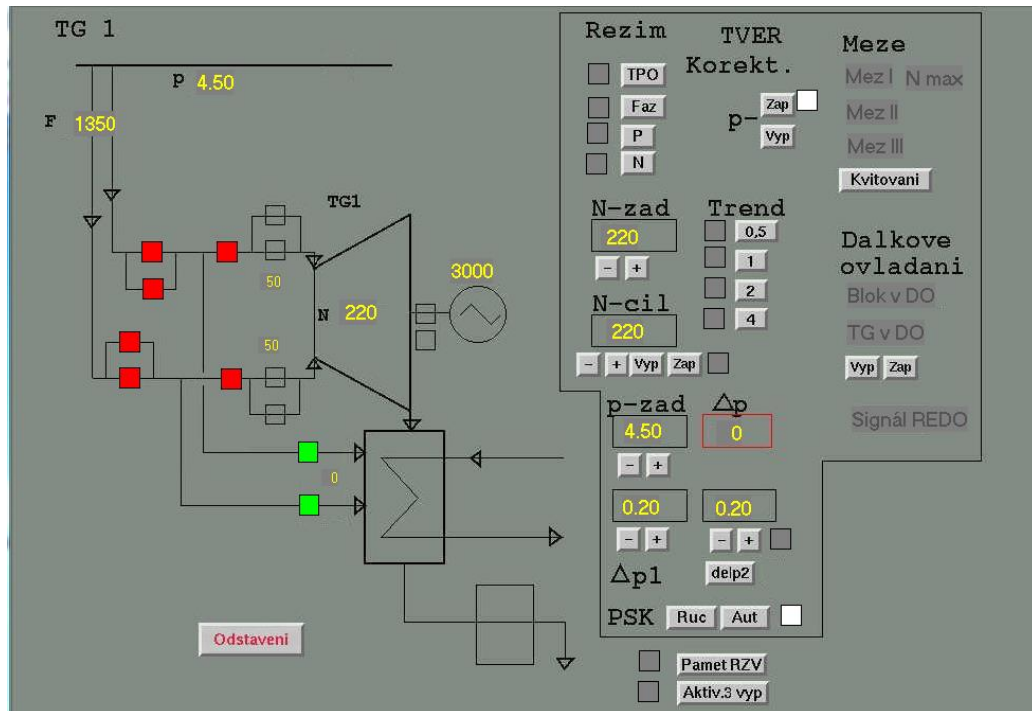 TG 1
p 4.50
F 1350
TG1
50
N 220
3000
50
0
Odstaveni
Rezim
TPO
Faz
P
N
TVER
Korekt.
p- Zap
Vyp
Meze
Mez I N max
Mez II
Mez III
Kvitovani
N-zad
220
- +
N-cil
220
- + Vyp Zap
Trend
0,5
1
2
4
Dalkove
ovladani
Blok v DO
TG v DO
Vyp Zap
Signál REDO
p-zad △p
4.50 0
- +
0.20 0.20
- + - +
△p1 delp2
PSK Ruc Aut
Pamet RZV
Aktiv.3 vyp